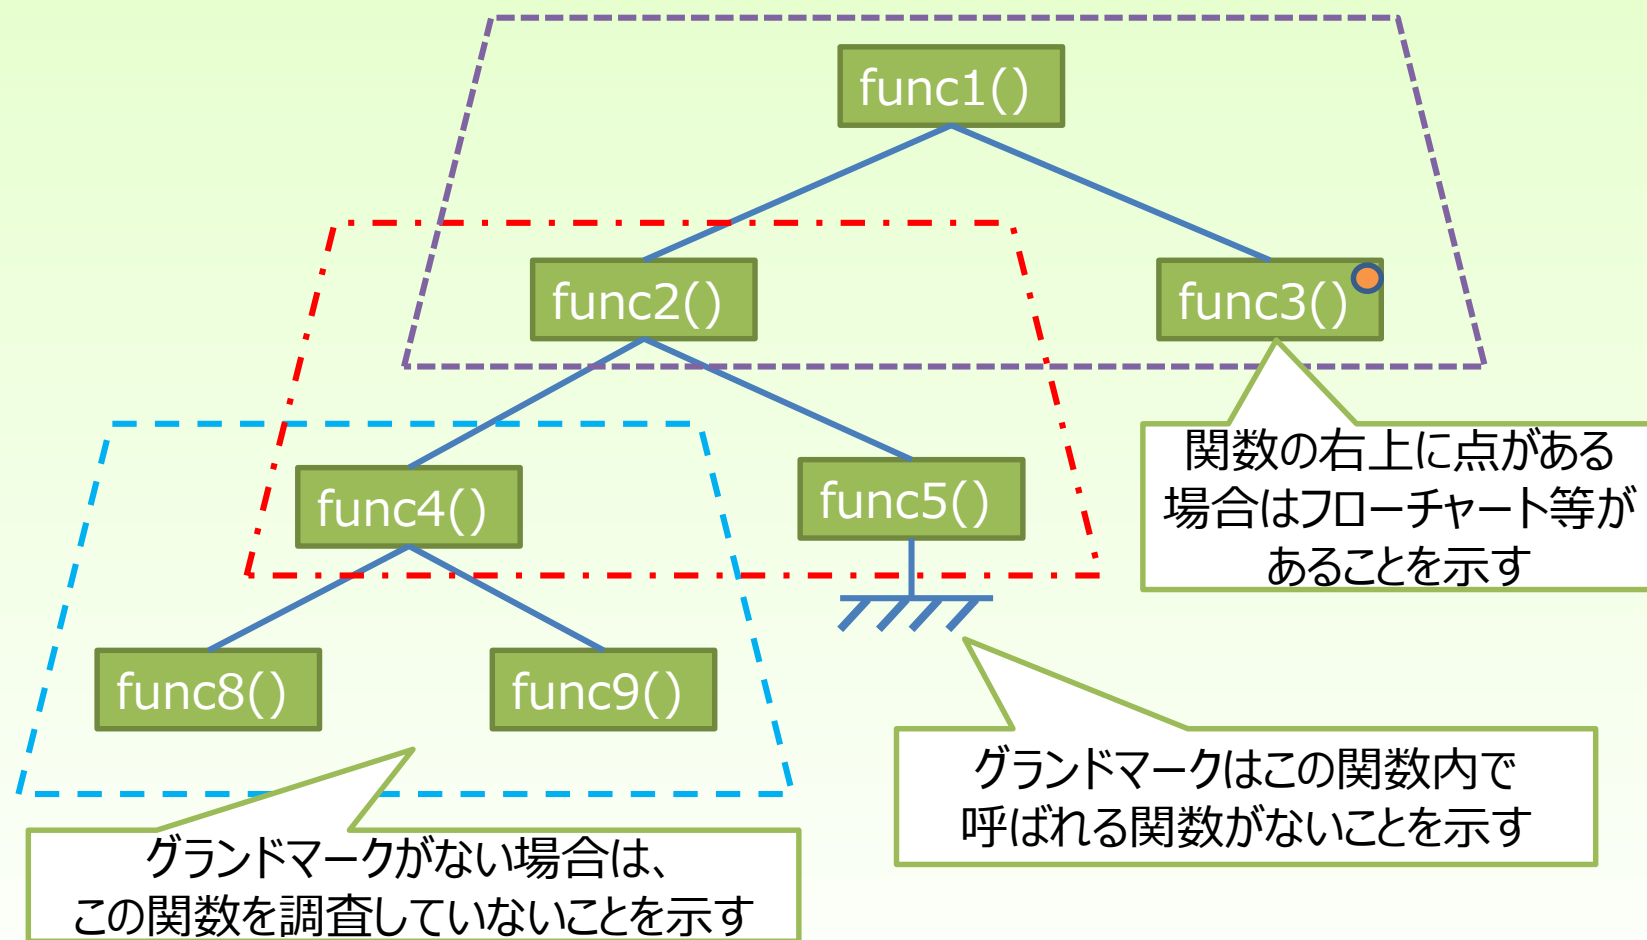 func1()
func2()
func3()
func4()
func5()
関数の右上に点がある
場合はフローチャート等が
あることを示す
func8()
func9()
グランドマークはこの関数内で
呼ばれる関数がないことを示す
グランドマークがない場合は、
この関数を調査していないことを示す